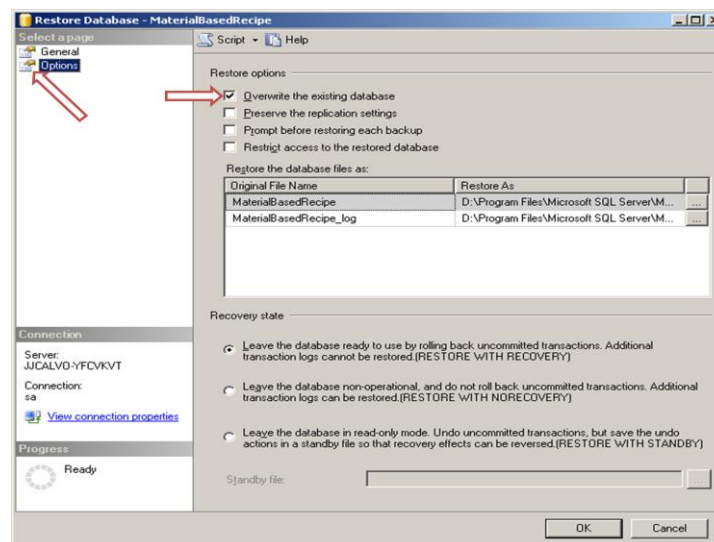 Restore Database - MaterialBasedRecipe
Select a page
General
Options
Script
Help
Restore options
Overwrite the existing database
Preserve the replication settings
Prompt before restoring each backup
Restrict access to the restored database
Restore the database files as:
Original File Name
Restore As
MaterialBasedRecipe
D:\Program Files\Microsoft SQL Server\M...
...
MaterialBasedRecipe_log
D:\Program Files\Microsoft SQL Server\M...
...
Recovery state
Leave the database ready to use by rolling back uncommitted transactions. Additional
transaction logs cannot be restored.(RESTORE WITH RECOVERY)
Leave the database non-operational, and do not roll back uncommitted transactions. Additional
transaction logs can be restored.(RESTORE WITH NORECOVERY)
Leave the database in read-only mode. Undo uncommitted transactions, but save the undo
actions in a standby file so that recovery effects can be reversed.(RESTORE WITH STANDBY)
Standby file:
...
Connection
Server:
JJCALVO-YFCVKVT
Connection:
sa
View connection properties
Progress
Ready
OK
Cancel